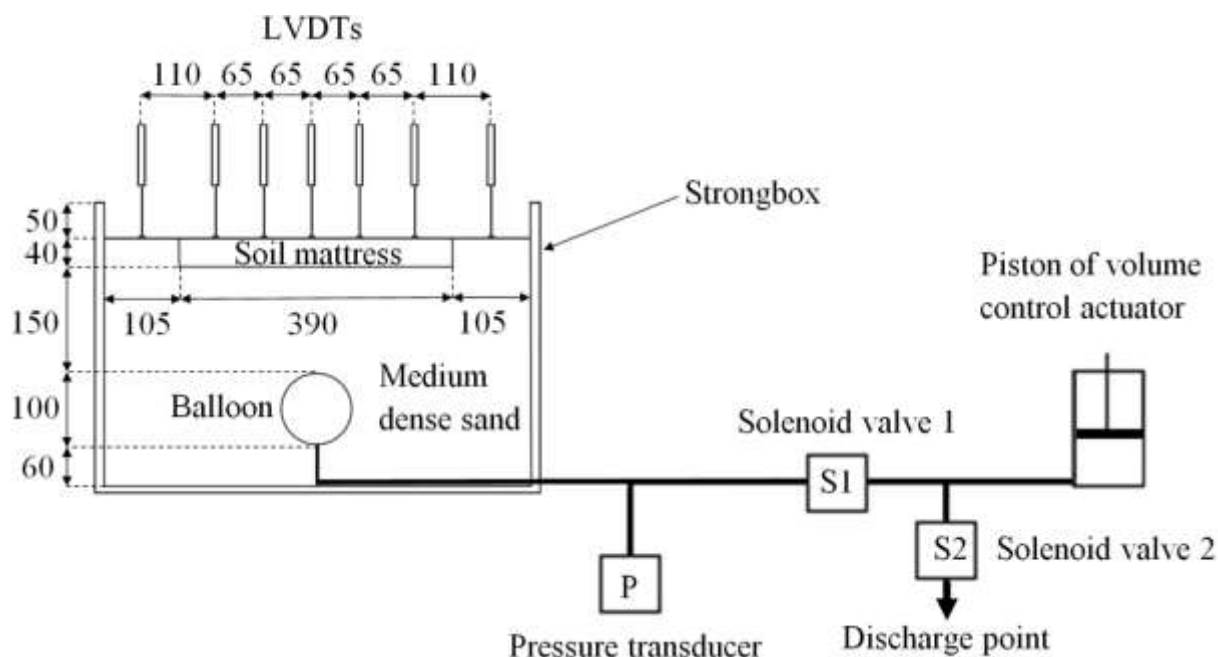 LVDTs
110 65 65 65 65 110
50
Strongbox
40
Soil mattress
Piston of volume
control actuator
150
105 390 105
Medium
dense sand
100
Balloon
Solenoid valve 1
60
S1
S2
Solenoid valve 2
P
Pressure transducer
Discharge point